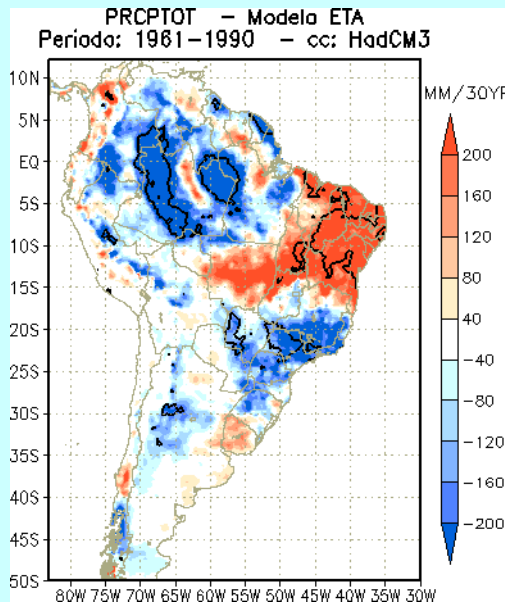 PRCPTOT – Modelo ETA
Periodo: 1961–1990 – cc: HadCM3
MM/30YR
10N
5N
EQ
5S
10S
15S
20S
25S
30S
35S
40S
45S
50S
80W 75W 70W 65W 60W 55W 50W 45W 40W 35W 30W
200
160
120
80
40
-40
-80
-120
-160
-200